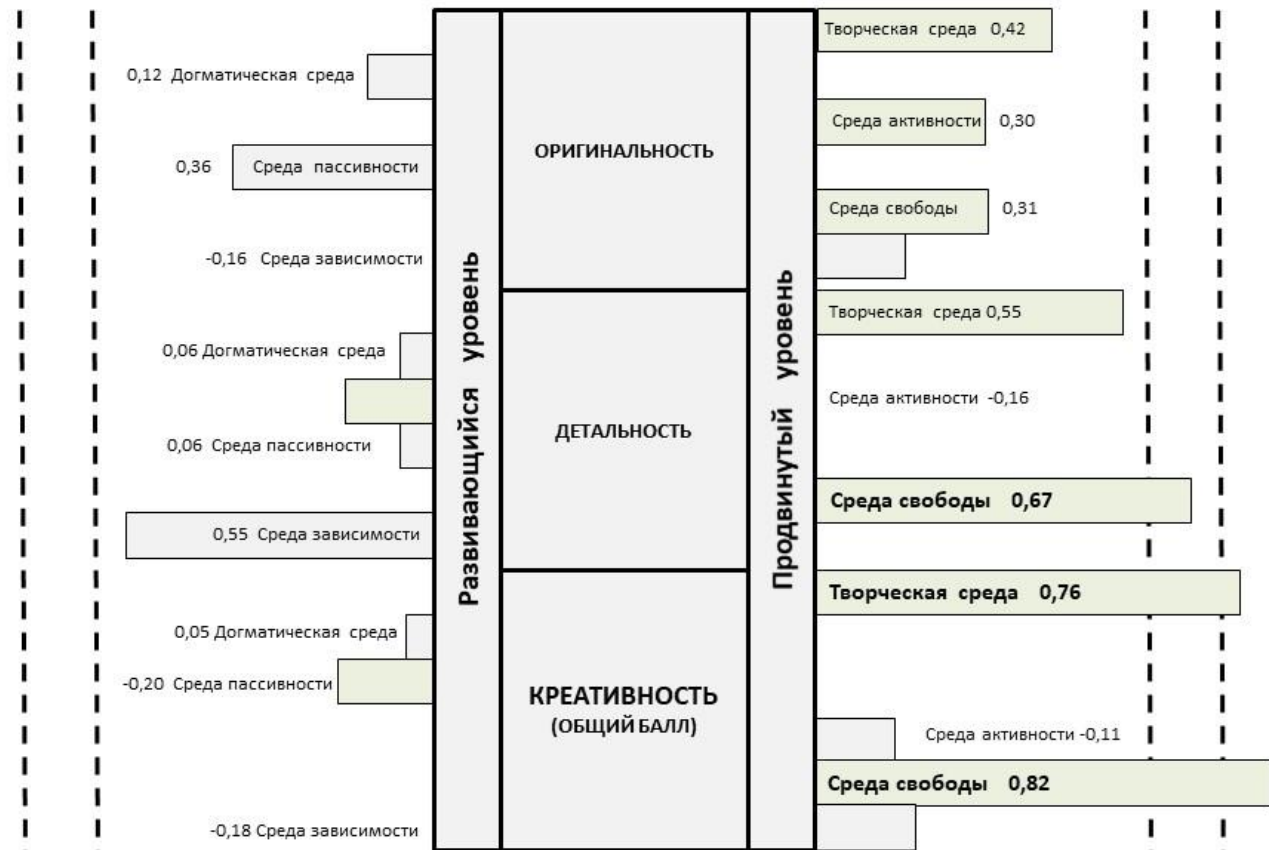 Творческая среда 0,42
0,12 Догматическая среда
Среда активности 0,30
ОРИГИНАЛЬНОСТЬ
0,36 Среда пассивности
Среда свободы 0,31
-0,16 Среда зависимости
Развивающийся уровень
Продвинутый уровень
Творческая среда 0,55
0,06 Догматическая среда
Среда активности -0,16
ДЕТАЛЬНОСТЬ
0,06 Среда пассивности
Среда свободы 0,67
0,55 Среда зависимости
Творческая среда 0,76
0,05 Догматическая среда
-0,20 Среда пассивности
КРЕАТИВНОСТЬ
(ОБЩИЙ БАЛЛ)
Среда активности -0,11
Среда свободы 0,82
-0,18 Среда зависимости